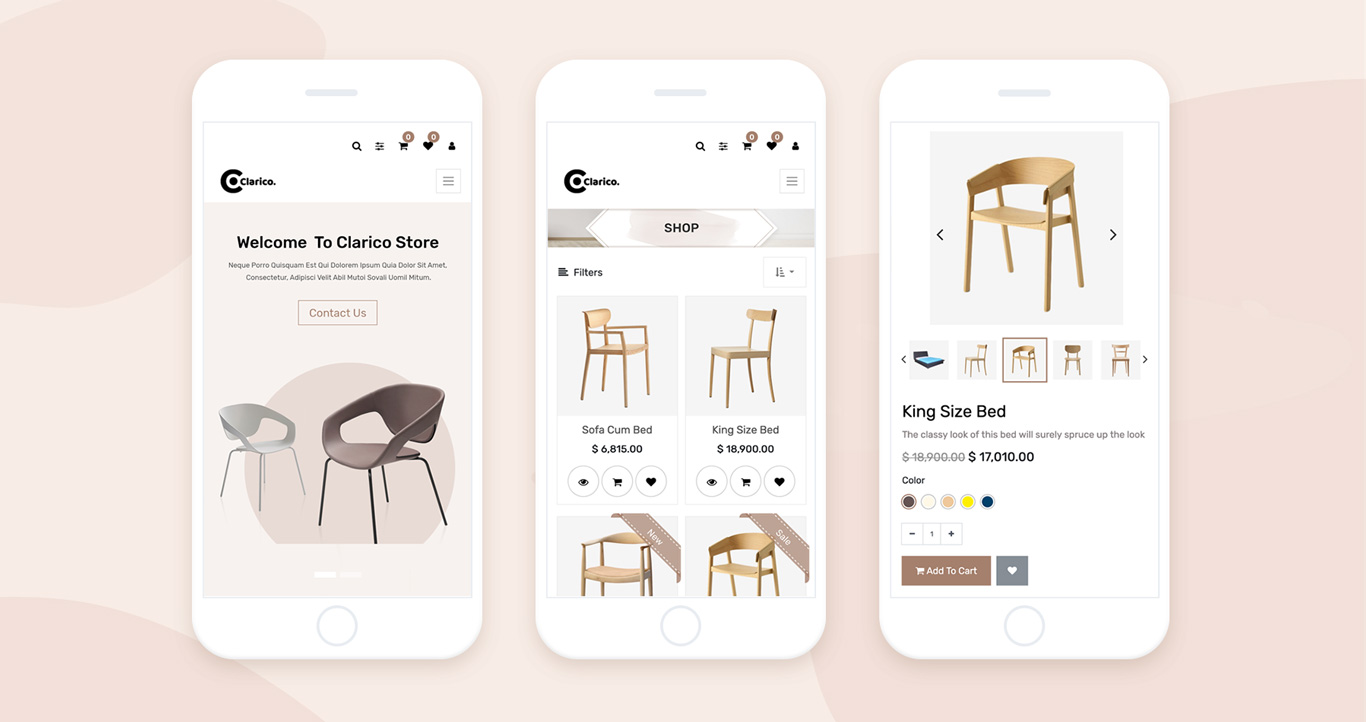 0 0
Clarico.
Welcome To Clarico Store
Neque Porro Quisquam Est Qui Dolorem Ipsum Quia Dolor Sit Amet,
Consectetur, Adipisci Velit Abil Mutoi Sovali Uomil Mitum.
Contact Us
0 0
Clarico.
SHOP
Filters
Sofa Cum Bed
$ 6,815.00
King Size Bed
$ 18,900.00
New
Sale
King Size Bed
The classy look of this bed will surely spruce up the look
$ 18,900.00 $ 17,010.00
Color
− 1 +
Add To Cart